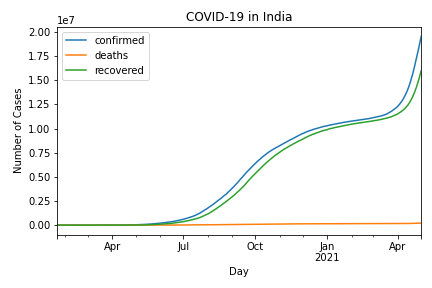 COVID-19 in India
1e7
confirmed
deaths
recovered
2.00
1.75
1.50
1.25
1.00
0.75
0.50
0.25
0.00
Number of Cases
Apr
Jul
Oct
Jan
2021
Apr
Day